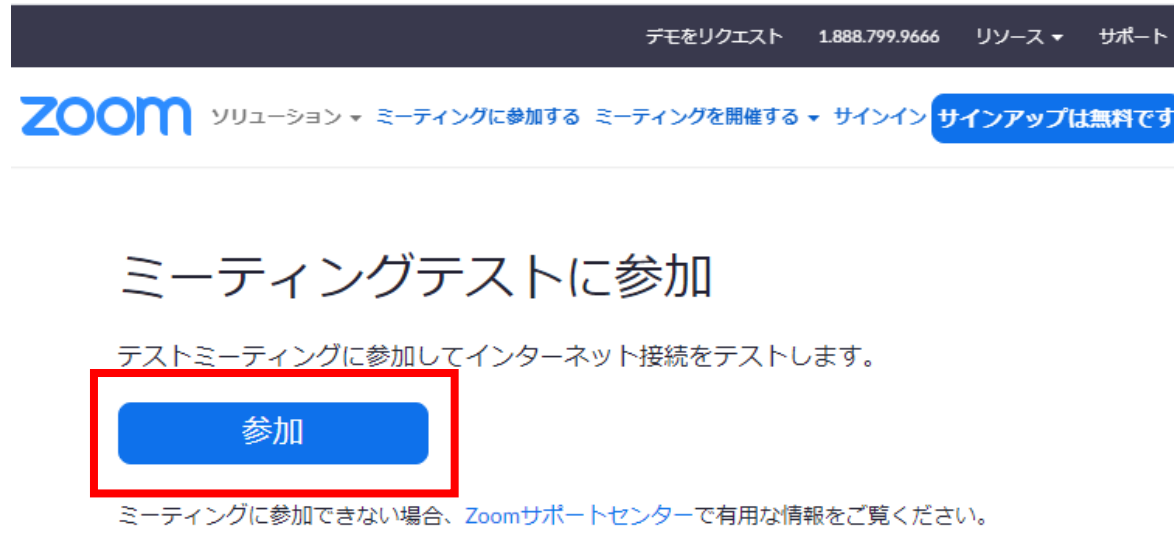 デモをリクエスト 1.888.799.9666 リソース サポート
zoom ソリューション ミーティングに参加する ミーティングを開催する サインイン サインアップは無料です
ミーティングテストに参加
テストミーティングに参加してインターネット接続をテストします。
参加
ミーティングに参加できない場合、Zoomサポートセンターで有用な情報をご覧ください。